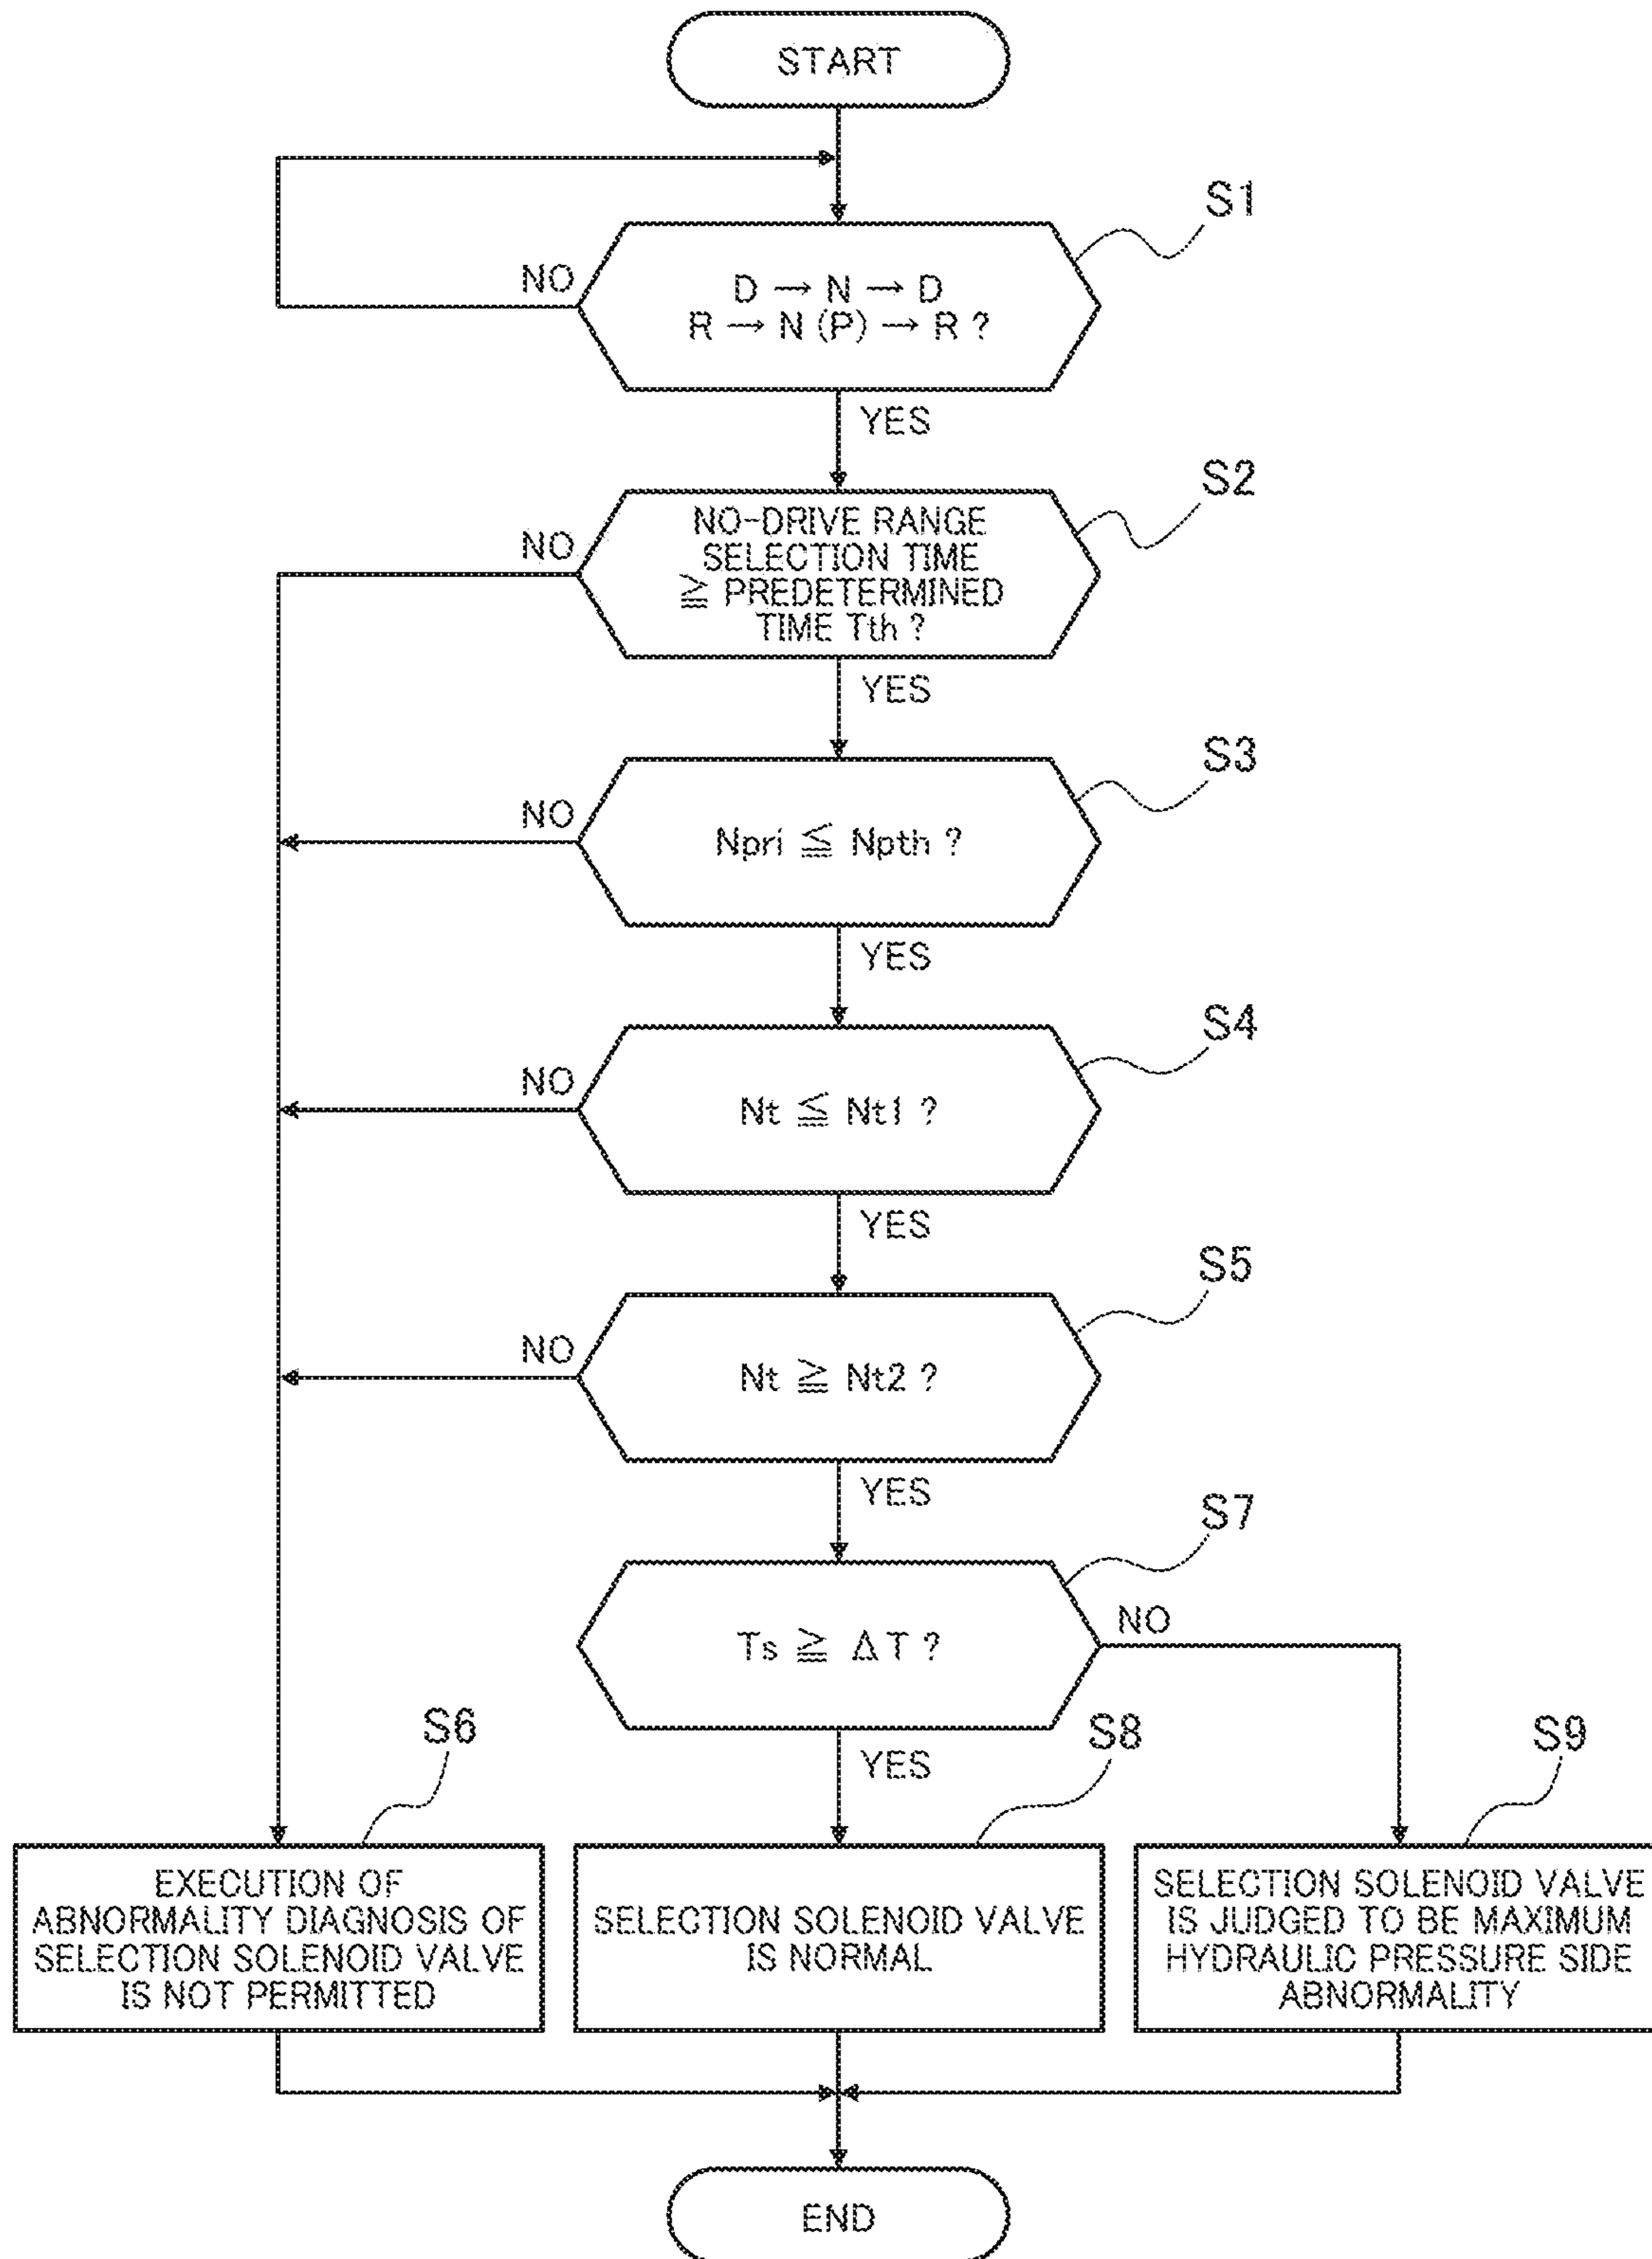 START
S1
NO
D → N → D
R → N (P) → R ?
YES
S2
NO
NO-DRIVE RANGE
SELECTION TIME
≧ PREDETERMINED
TIME Tth ?
YES
S3
NO
Npri ≦ Npth ?
YES
S4
NO
Nt ≦ Nt1 ?
YES
S5
NO
Nt ≧ Nt2 ?
YES
S7
NO
Ts ≧ ΔT ?
YES
S6
S8
S9
EXECUTION OF
ABNORMALITY DIAGNOSIS OF
SELECTION SOLENOID VALVE
IS NOT PERMITTED
SELECTION SOLENOID VALVE
IS NORMAL
SELECTION SOLENOID VALVE
IS JUDGED TO BE MAXIMUM
HYDRAULIC PRESSURE SIDE
ABNORMALITY
END